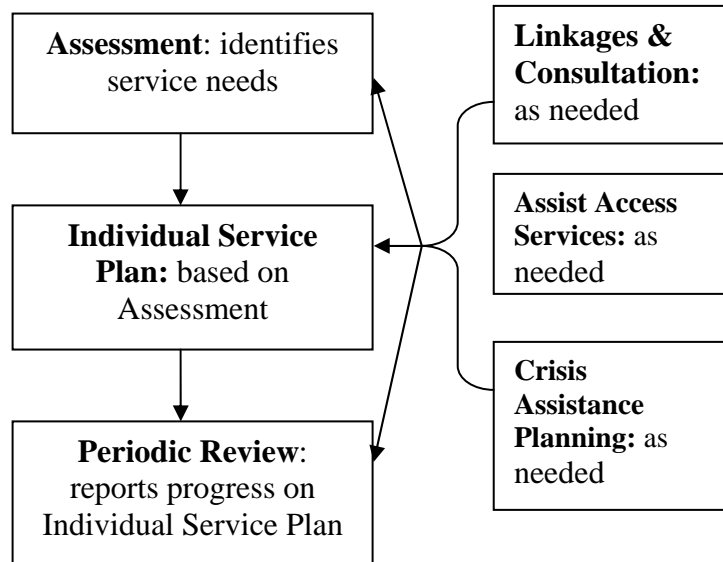 Assessment: identifies
service needs
Individual Service
Plan: based on
Assessment
Periodic Review:
reports progress on
Individual Service Plan
Linkages &
Consultation:
as needed
Assist Access
Services: as
needed
Crisis
Assistance
Planning: as
needed